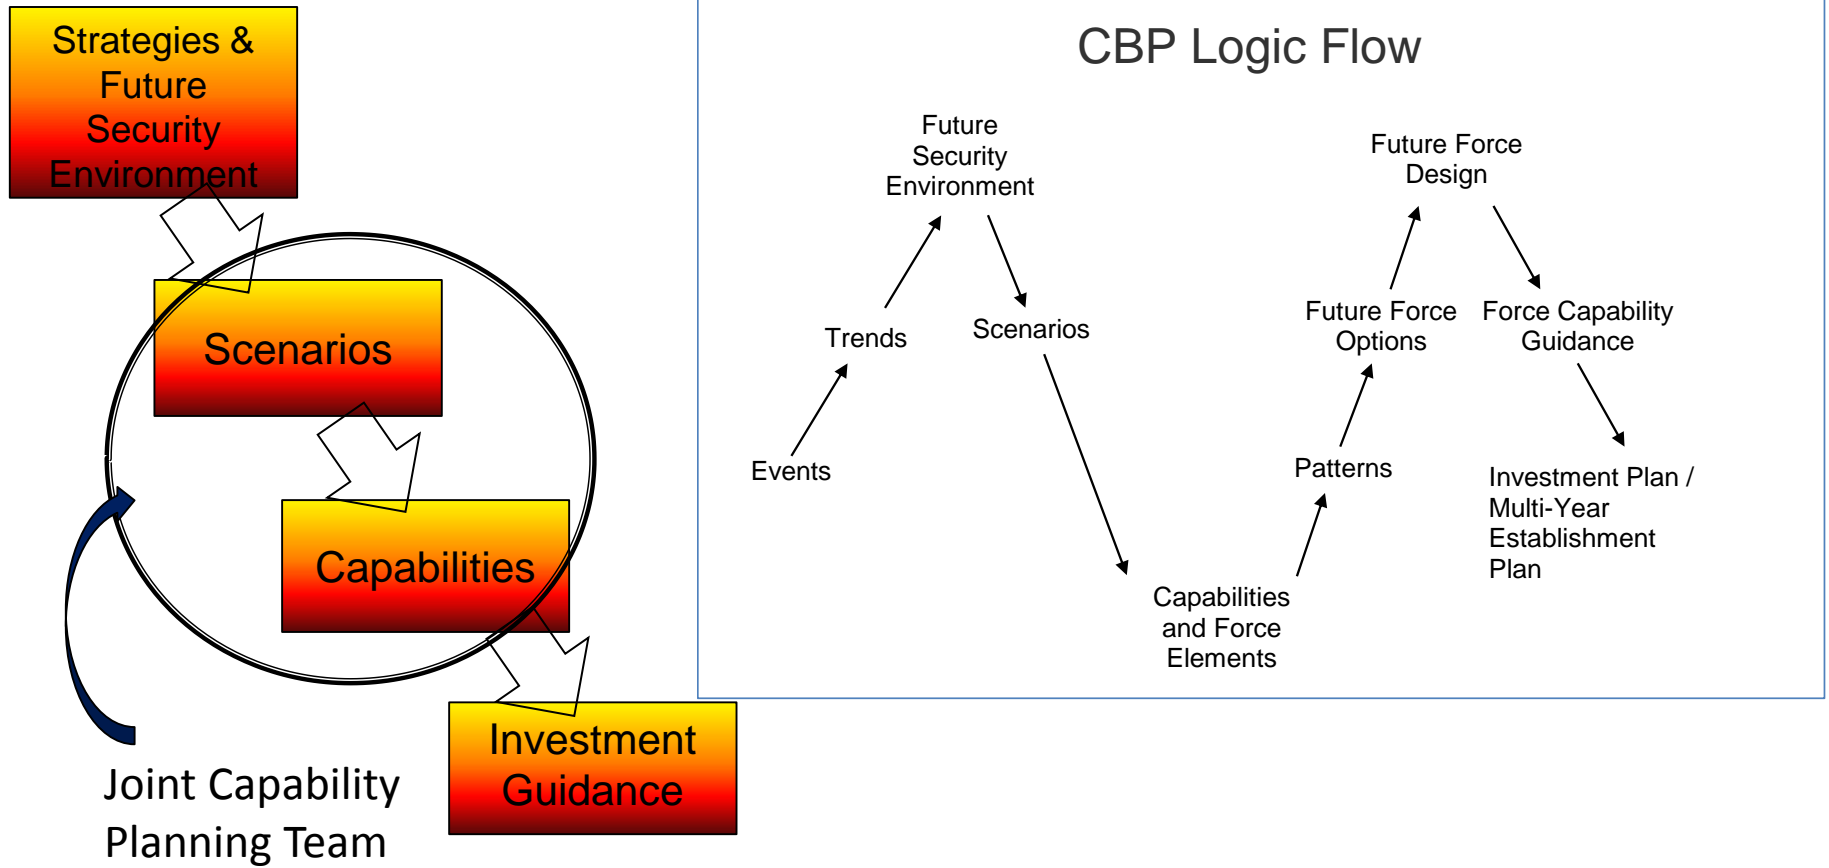 Strategies &
Future
Security
Environment
Scenarios
Capabilities
Investment
Guidance
Joint Capability
Planning Team
CBP Logic Flow
Events
Trends
Future
Security
Environment
Scenarios
Capabilities
and Force
Elements
Patterns
Future Force
Options
Future Force
Design
Force Capability
Guidance
Investment Plan /
Multi-Year
Establishment
Plan